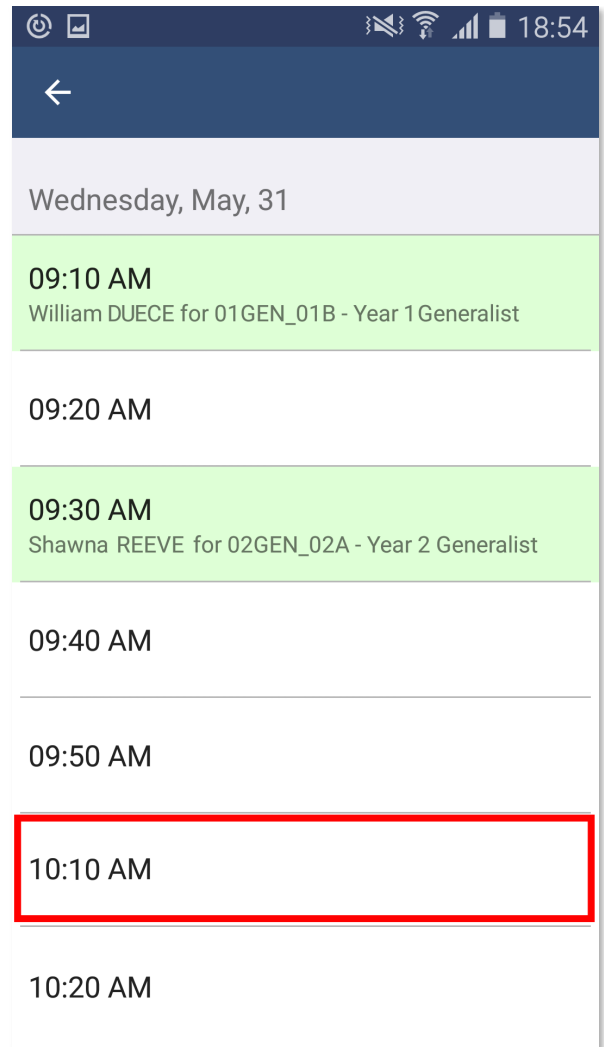 18:54
Wednesday, May, 31
09:10 AM
William DUECE for 01GEN_01B - Year 1 Generalist
09:20 AM
09:30 AM
Shawna REEVE for 02GEN_02A - Year 2 Generalist
09:40 AM
09:50 AM
10:10 AM
10:20 AM